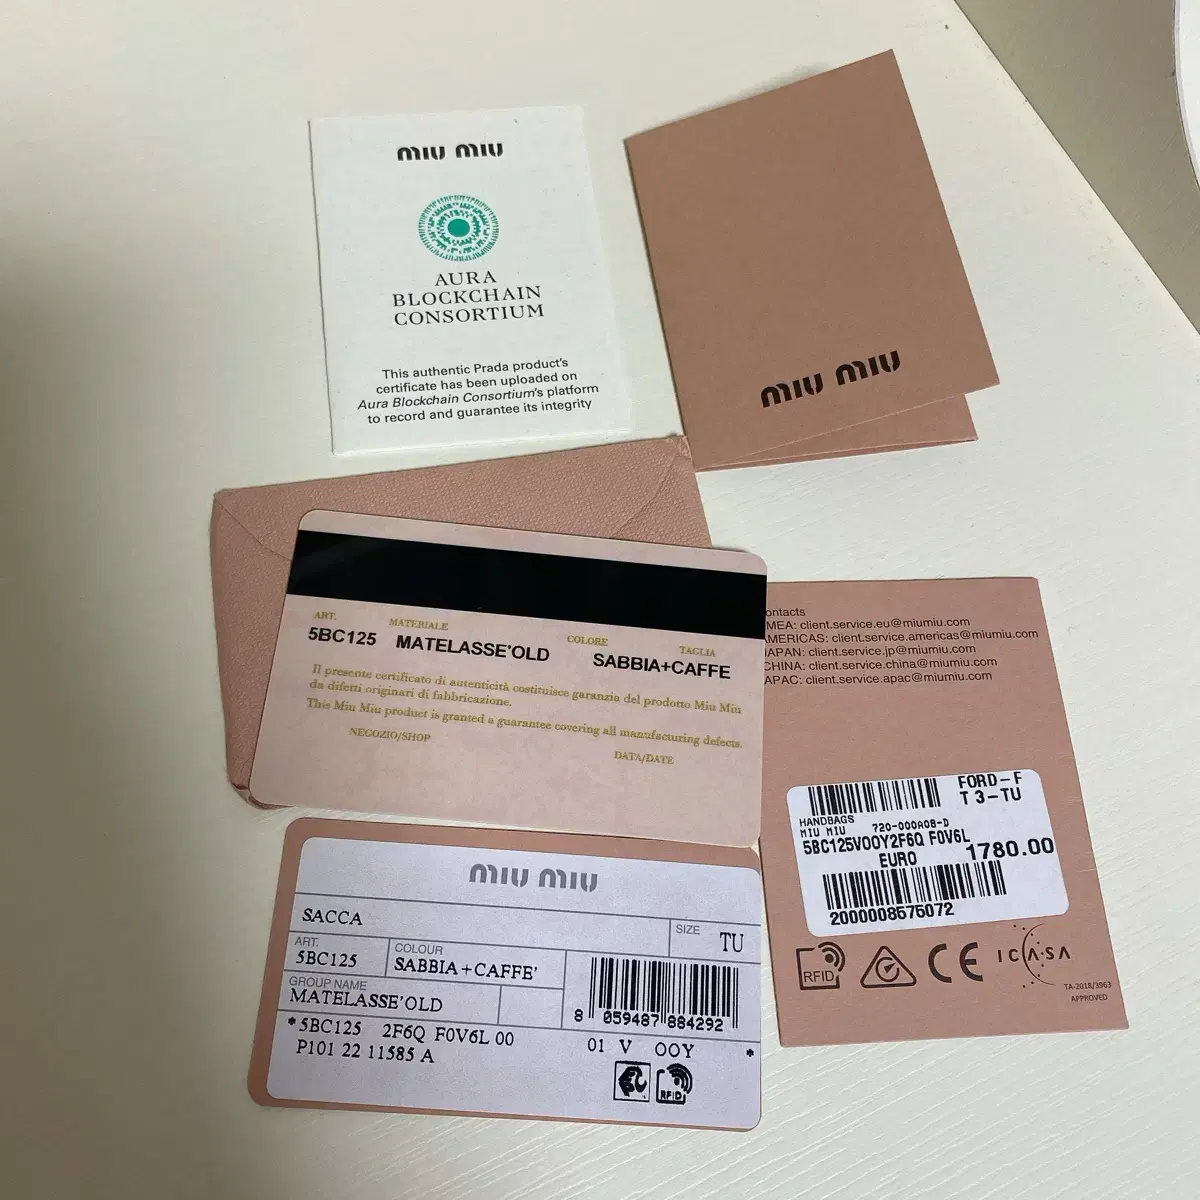 miu miu
AURA
BLOCKCHAIN
CONSORTIUM
This authentic Prada product's
certificate has been uploaded on
Aura Blockchain Consortium's platform
to record and guarantee its integrity
miu miu
ART. MATERIALE COLORE TAGLIA
5BC125 MATELASSE'OLD SABBIA+CAFFE
Il presente certificato di autenticità costituisce garanzia del prodotto Miu Miu
da difetti originari di fabbricazione.
This Miu Miu product is granted a guarantee covering all manufacturing defects.
NEGOZIO/SHOP DATA/DATE
ontacts
MEA: client.service.eu@miumiu.com
AMERICAS: client.service.americas@miumiu.com
JAPAN: client.service.jp@miumiu.com
CHINA: client.service.china@miumiu.com
APAC: client.service.apac@miumiu.com
FORD-F
T 3-TU
HANDBAGS
MIU MIU 720-000A08-D
5BC125V00Y2F6Q F0V6L
EURO 1780.00
2000008575072
RFID
CE
ICASA
TA-2018/3963
APPROVED
miu miu
SACCA
SIZE TU
ART. COLOUR
5BC125 SABBIA+CAFFE'
GROUP NAME
MATELASSE'OLD
8 059487 884292
*5BC125 2F6Q F0V6L 00
01 V OOY *
P101 22 11585 A
RFID